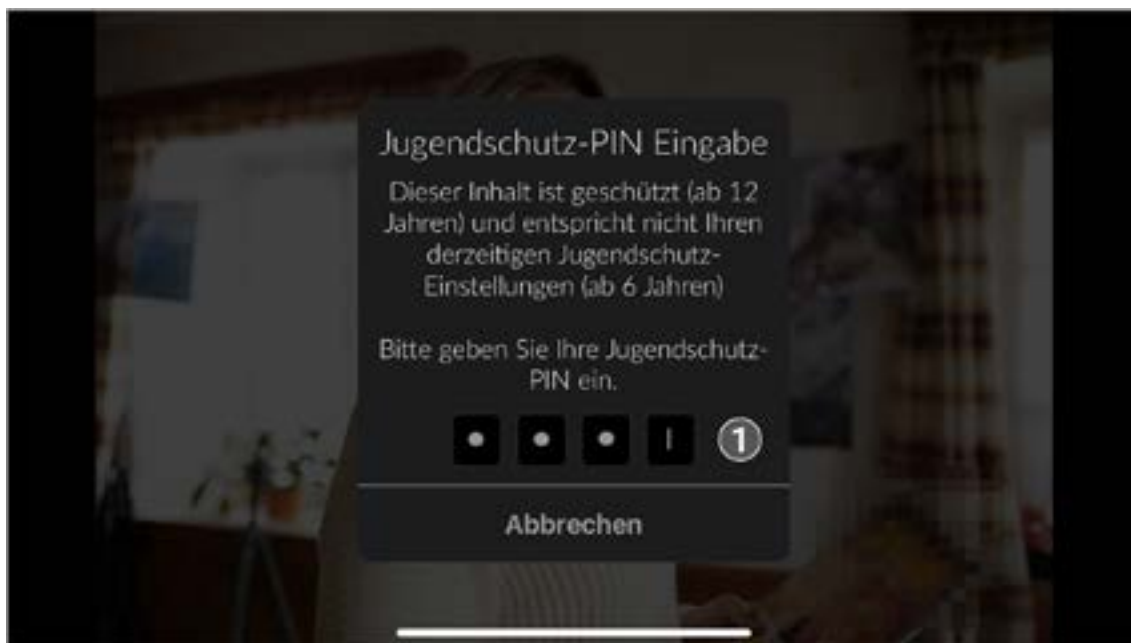 Jugendschutz-PIN Eingabe
Dieser Inhalt ist geschützt (ab 12
Jahren) und entspricht nicht Ihren
derzeitigen Jugendschutz-
Einstellungen (ab 6 Jahren)
Bitte geben Sie Ihre Jugendschutz-
PIN ein.
1
Abbrechen